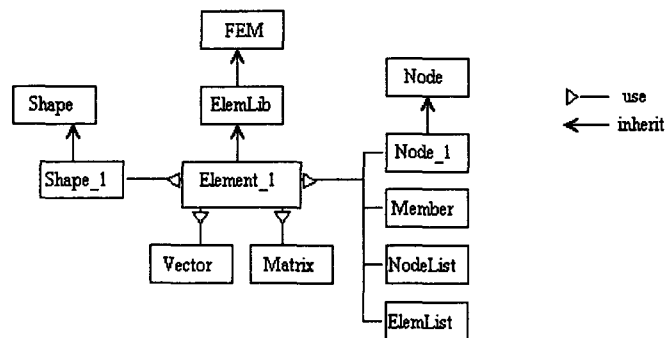 FEM
Node
Shape
ElemLib
use
inherit
Shape_1
Element_1
Node_1
Member
Vector
Matrix
NodeList
ElemList